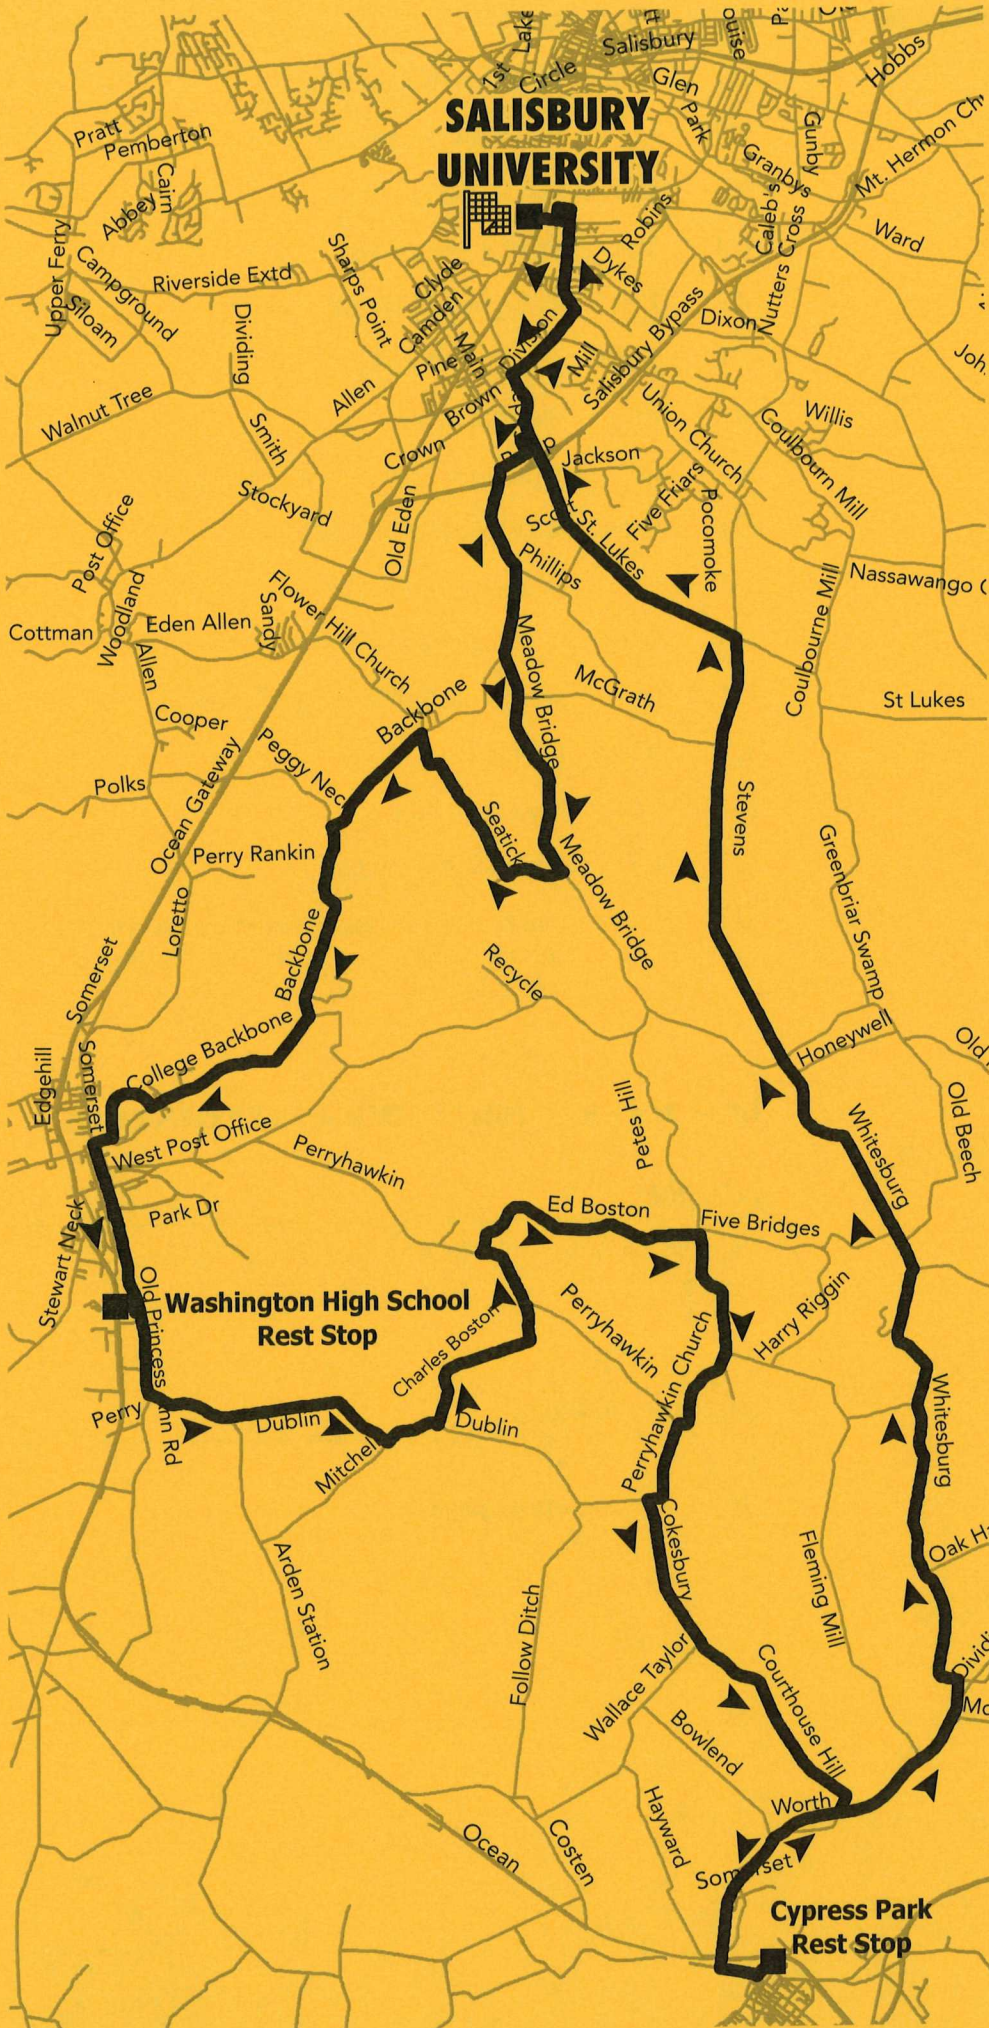 Lake
Salisbury
1st
Circle
Glen
Hobbs
SALISBURY
UNIVERSITY
Park
Gunby
Pratt
Pemberton
Cairn
Abbey
Granbys
Mt. Hermon
Caleb's
Nutters Cross
Ward
Upper Ferry
Campground
Siloam
Riverside Extd
Sharps Point
Clyde
Camden
Robins
Dykes
Division
Mill
Salisbury Bypass
Dixon
Dividing
Pine
Main
Allen
Brown
Walnut Tree
Smith
Crown
Union Church
Willis
Coulbourn Mill
Jackson
Five Friars
Pocomoke
Stockyard
Post Office
Old Eden
St. Lukes
Phillips
Nassawango
Flower Hill Church
Sandy
Woodland
Eden Allen
Cottman
Allen
Meadow Bridge
Coulbourne Mill
McGrath
St Lukes
Backbone
Cooper
Peggy Neck
Polks
Ocean Gateway
Perry Rankin
Seatick
Stevens
Meadow Bridge
Greenbriar Swamp
Loretto
Backbone
Somerset
Recycle
College Backbone
Honeywell
Old
Edgehill
Somerset
West Post Office
Petes Hill
Whitesburg
Old Beech
Perryhawkin
Park Dr
Ed Boston
Five Bridges
Stewart Neck
Old Princess Ann Rd
Washington High School
Rest Stop
Charles Boston
Perryhawkin
Harry Riggin
Perryhawkin Church
Perry
Dublin
Dublin
Mitchell
Whitesburg
Cokesbury
Fleming Mill
Oak
Arden Station
Follow Ditch
Wallace Taylor
Courthouse Hill
Bowlend
Worth
Hayward
Costen
Ocean
Somerset
Cypress Park
Rest Stop